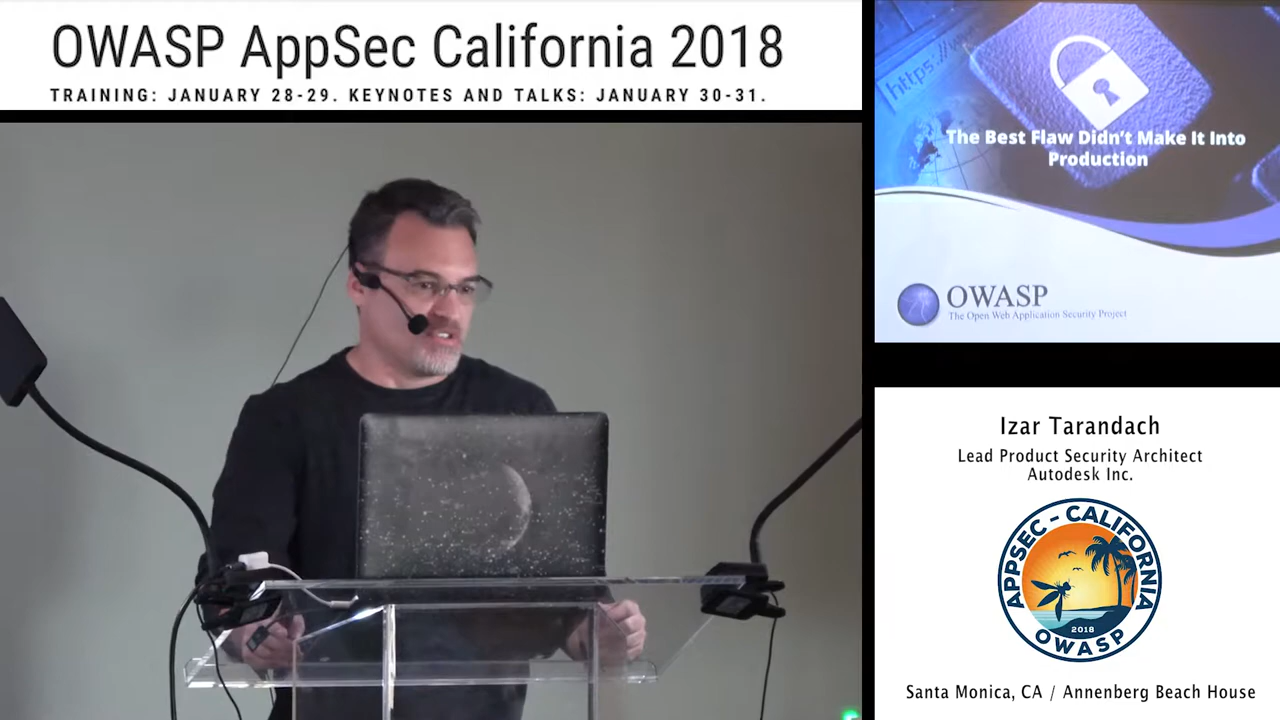 OWASP AppSec California 2018
TRAINING: JANUARY 28-29. KEYNOTES AND TALKS: JANUARY 30-31.
https://
The Best Flaw Didn't Make It Into
Production
OWASP
The Open Web Application Security Project
Izar Tarandach
Lead Product Security Architect
Autodesk Inc.
APPSEC - CALIFORNIA
2018
OWASP
Santa Monica, CA / Annenberg Beach House